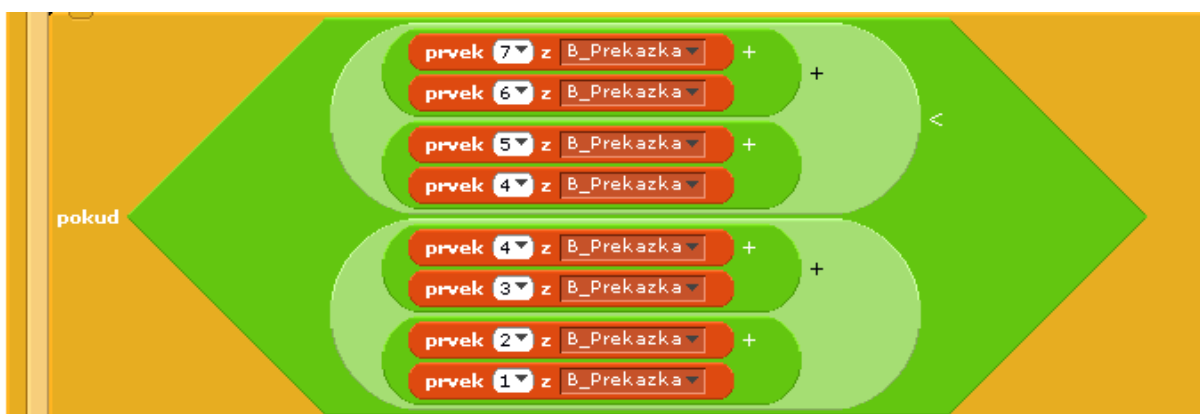 prvek 7 z B_Prekazka +
+
prvek 6 z B_Prekazka
<
prvek 5 z B_Prekazka +
prvek 4 z B_Prekazka
pokud
prvek 4 z B_Prekazka +
+
prvek 3 z B_Prekazka
prvek 2 z B_Prekazka +
prvek 1 z B_Prekazka